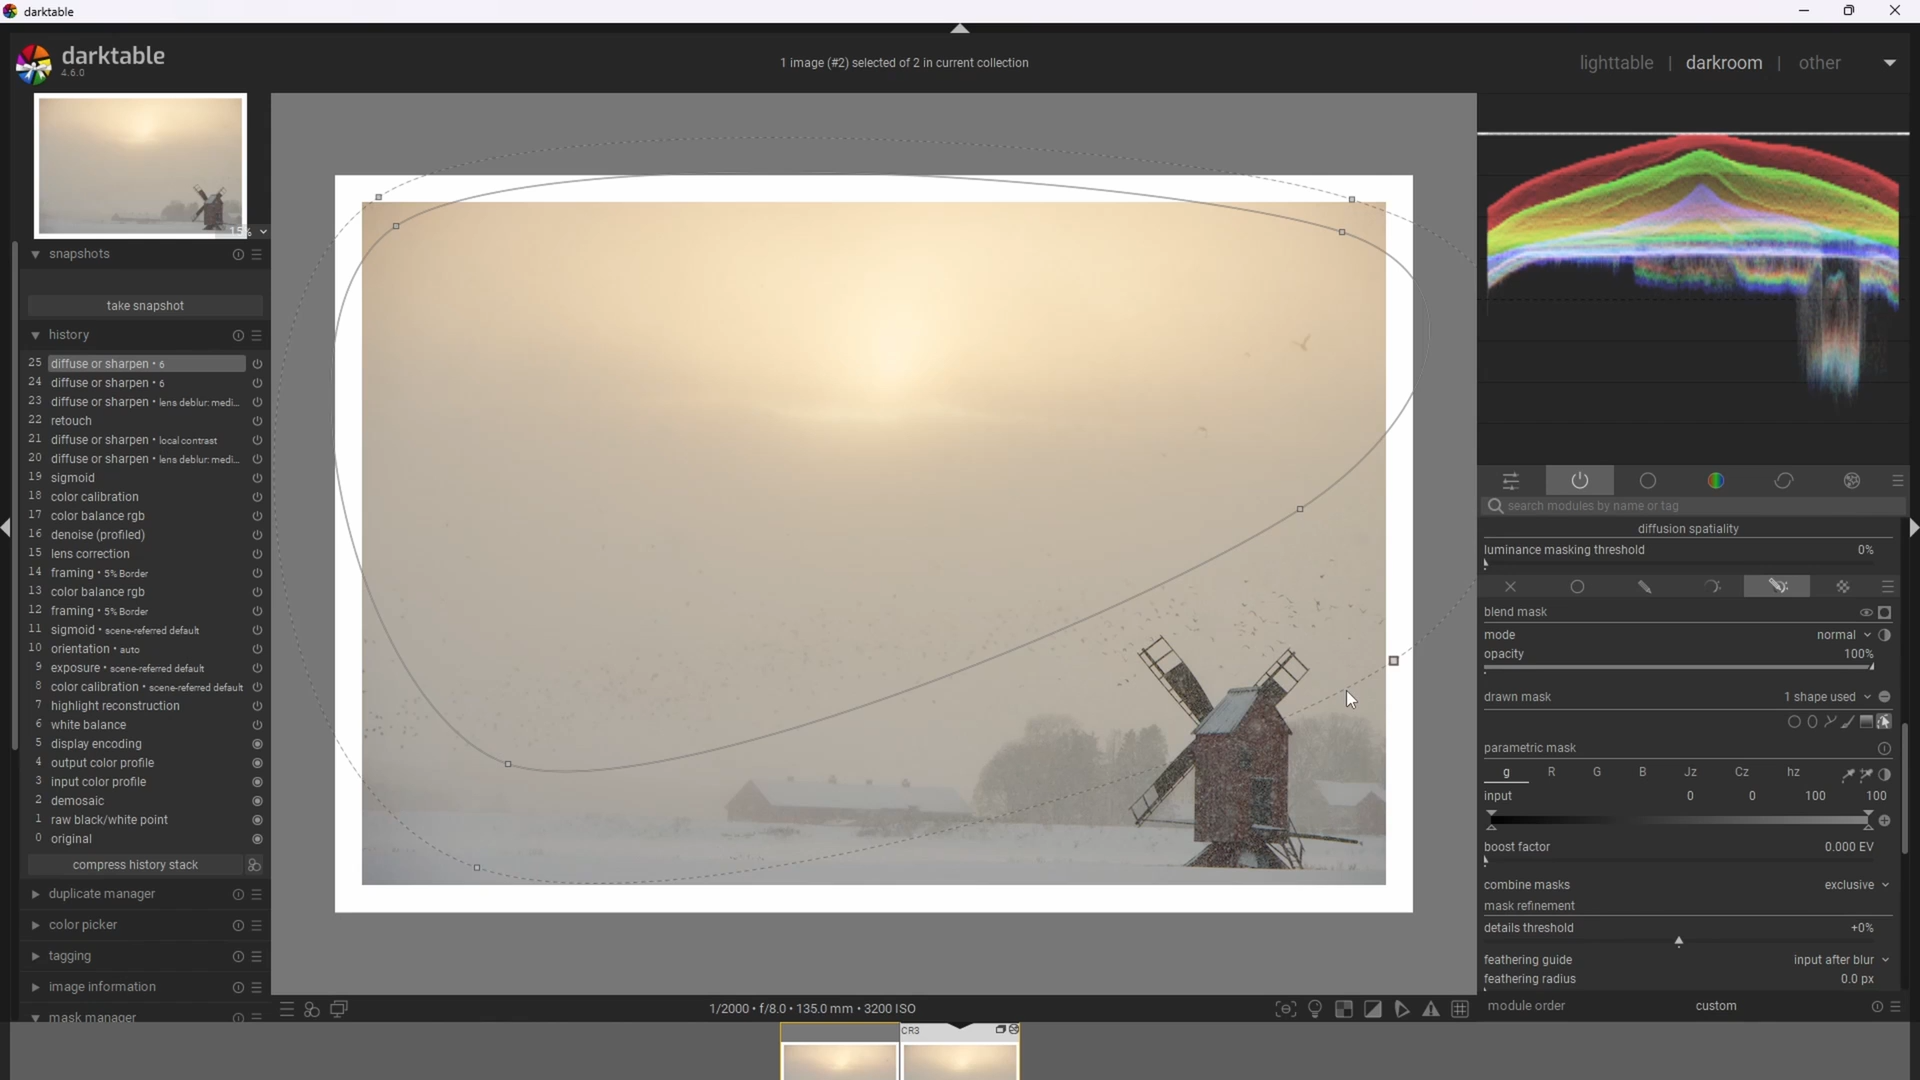 darktable
darktable
4.6.0
1 image (#2) selected of 2 in current collection
lighttable | darkroom | other
snapshots
take snapshot
history
25 diffuse or sharpen • 6
24 diffuse or sharpen • 6
23 diffuse or sharpen • lens deblur: medi...
22 retouch
21 diffuse or sharpen • local contrast
20 diffuse or sharpen • lens deblur: medi...
19 sigmoid
18 color calibration
17 color balance rgb
16 denoise (profiled)
15 lens correction
14 framing • 5% Border
13 color balance rgb
12 framing • 5% Border
11 sigmoid • scene-referred default
10 orientation • auto
9 exposure • scene-referred default
8 color calibration • scene-referred default
7 highlight reconstruction
6 white balance
5 display encoding
4 output color profile
3 input color profile
2 demosaic
1 raw black/white point
0 original
compress history stack
duplicate manager
color picker
tagging
image information
mask manager
1/2000 • f/8.0 • 135.0 mm • 3200 ISO
CR3
search modules by name or tag
diffusion spatiality
luminance masking threshold 0%
blend mask
mode normal
opacity 100%
drawn mask 1 shape used
parametric mask
g R G B Jz Cz hz
input 0 0 100 100
boost factor 0.000 EV
combine masks exclusive
mask refinement
details threshold +0%
feathering guide input after blur
feathering radius 0.0 px
module order custom